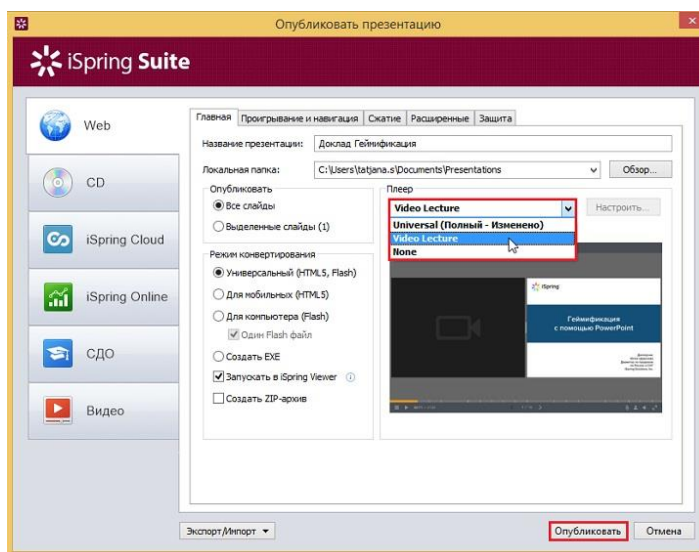 Опубликовать презентацию
iSpring Suite
Web
CD
iSpring Cloud
iSpring Online
СДО
Видео
Главная Проигрывание и навигация Сжатие Расширенные Защита
Название презентации: Доклад Геймификация
Локальная папка: C:\Users\tatjana.s\Documents\Presentations Обзор...
Опубликовать
Все слайды
Выделенные слайды (1)
Режим конвертирования
Универсальный (HTML5, Flash)
Для мобильных (HTML5)
Для компьютера (Flash)
Один Flash файл
Создать EXE
Запускать в iSpring Viewer
Создать ZIP-архив
Плеер
Video Lecture Настроить...
Universal (Полный - Изменено)
Video Lecture
None
iSpring
Геймификация
с помощью PowerPoint
Экспорт/Импорт Опубликовать Отмена